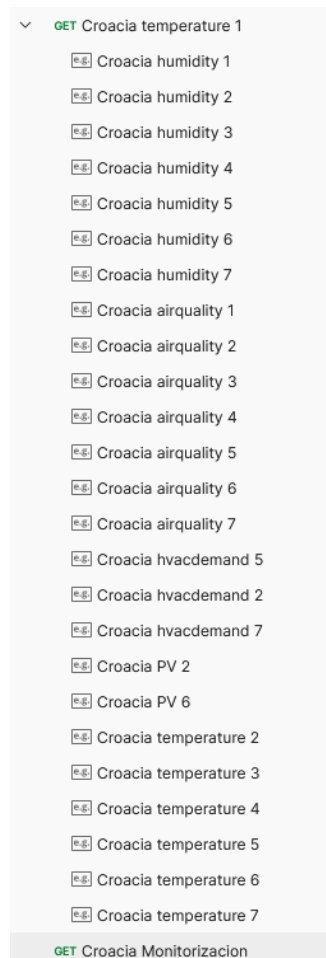 GET Croacia temperature 1
e.g. Croacia humidity 1
e.g. Croacia humidity 2
e.g. Croacia humidity 3
e.g. Croacia humidity 4
e.g. Croacia humidity 5
e.g. Croacia humidity 6
e.g. Croacia humidity 7
e.g. Croacia airquality 1
e.g. Croacia airquality 2
e.g. Croacia airquality 3
e.g. Croacia airquality 4
e.g. Croacia airquality 5
e.g. Croacia airquality 6
e.g. Croacia airquality 7
e.g. Croacia hvacdemand 5
e.g. Croacia hvacdemand 2
e.g. Croacia hvacdemand 7
e.g. Croacia PV 2
e.g. Croacia PV 6
e.g. Croacia temperature 2
e.g. Croacia temperature 3
e.g. Croacia temperature 4
e.g. Croacia temperature 5
e.g. Croacia temperature 6
e.g. Croacia temperature 7
GET Croacia Monitorizacion